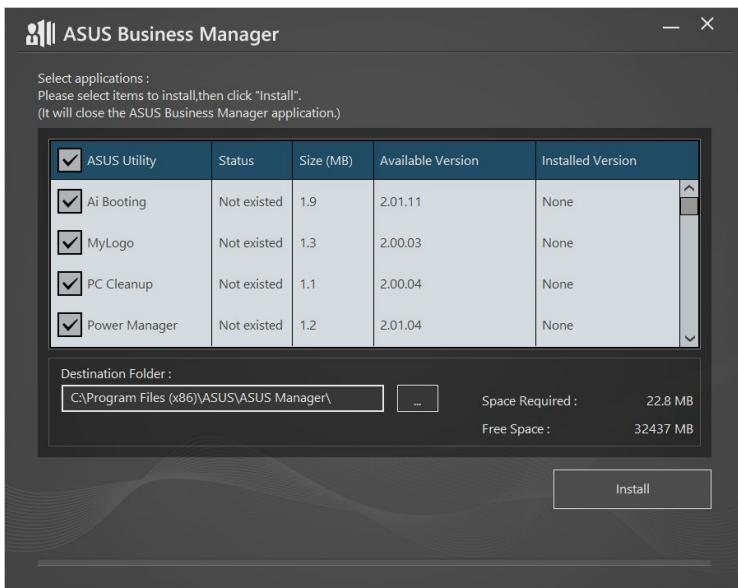 ASUS Business Manager
Select applications :
Please select items to install,then click "Install".
(It will close the ASUS Business Manager application.)
ASUS Utility Status Size (MB) Available Version Installed Version
Ai Booting Not existed 1.9 2.01.11 None
MyLogo Not existed 1.3 2.00.03 None
PC Cleanup Not existed 1.1 2.00.04 None
Power Manager Not existed 1.2 2.01.04 None
Destination Folder :
C:\Program Files (x86)\ASUS\ASUS Manager\ ...
Space Required : 22.8 MB
Free Space : 32437 MB
Install